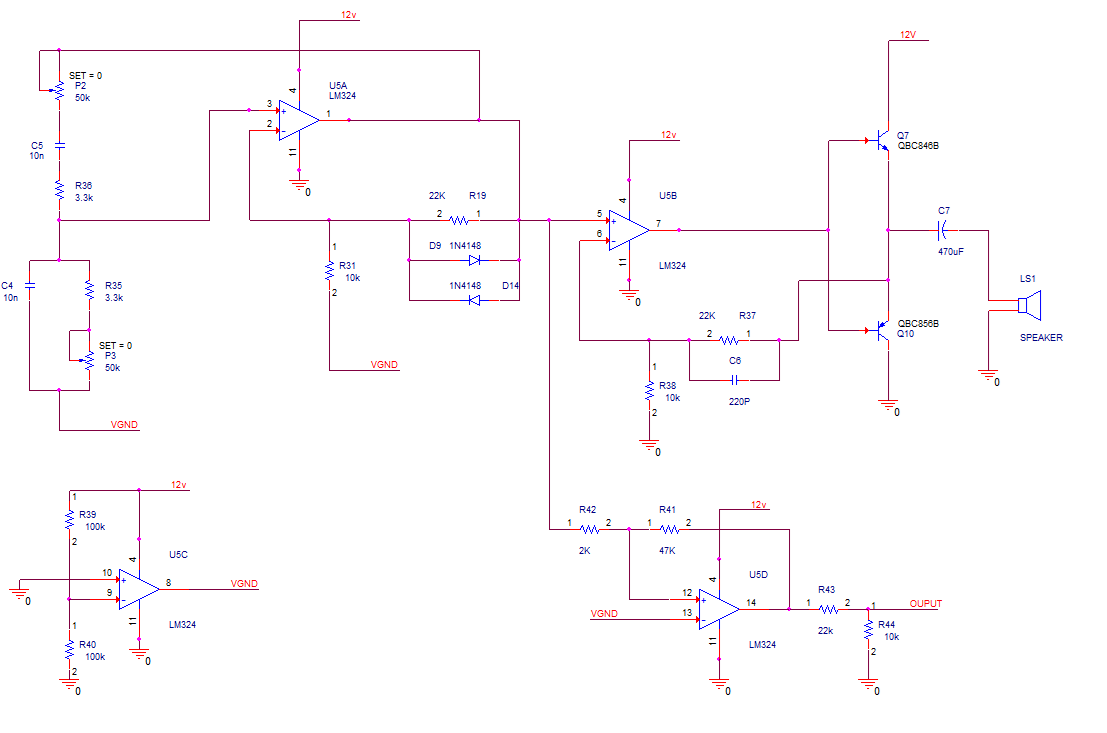 12v
SET = 0
P2
50k
C5
10n
R36
3.3k
U5A
LM324
3
2
4
1
11
+
-
0
22K R19
2 1
D9 1N4148
1N4148 D14
1
R31
10k
2
VGND
C4
10n
R35
3.3k
SET = 0
P3
50k
VGND
12v
U5B
5
6
4
7
11
+
-
LM324
0
12V
Q7
QBC846B
C7
470uF
LS1
SPEAKER
0
QBC856B
Q10
0
22K R37
2 1
C6
220P
1
R38
10k
2
0
12v
1
R39
100k
2
U5C
10
9
4
8
11
+
-
VGND
LM324
0
0
1
R40
100k
2
0
R42
1 2
2K
R41
1 2
47K
12v
U5D
12
13
4
14
11
+
-
VGND
LM324
0
R43
1 2
22k
OUPUT
1
R44
10k
2
0